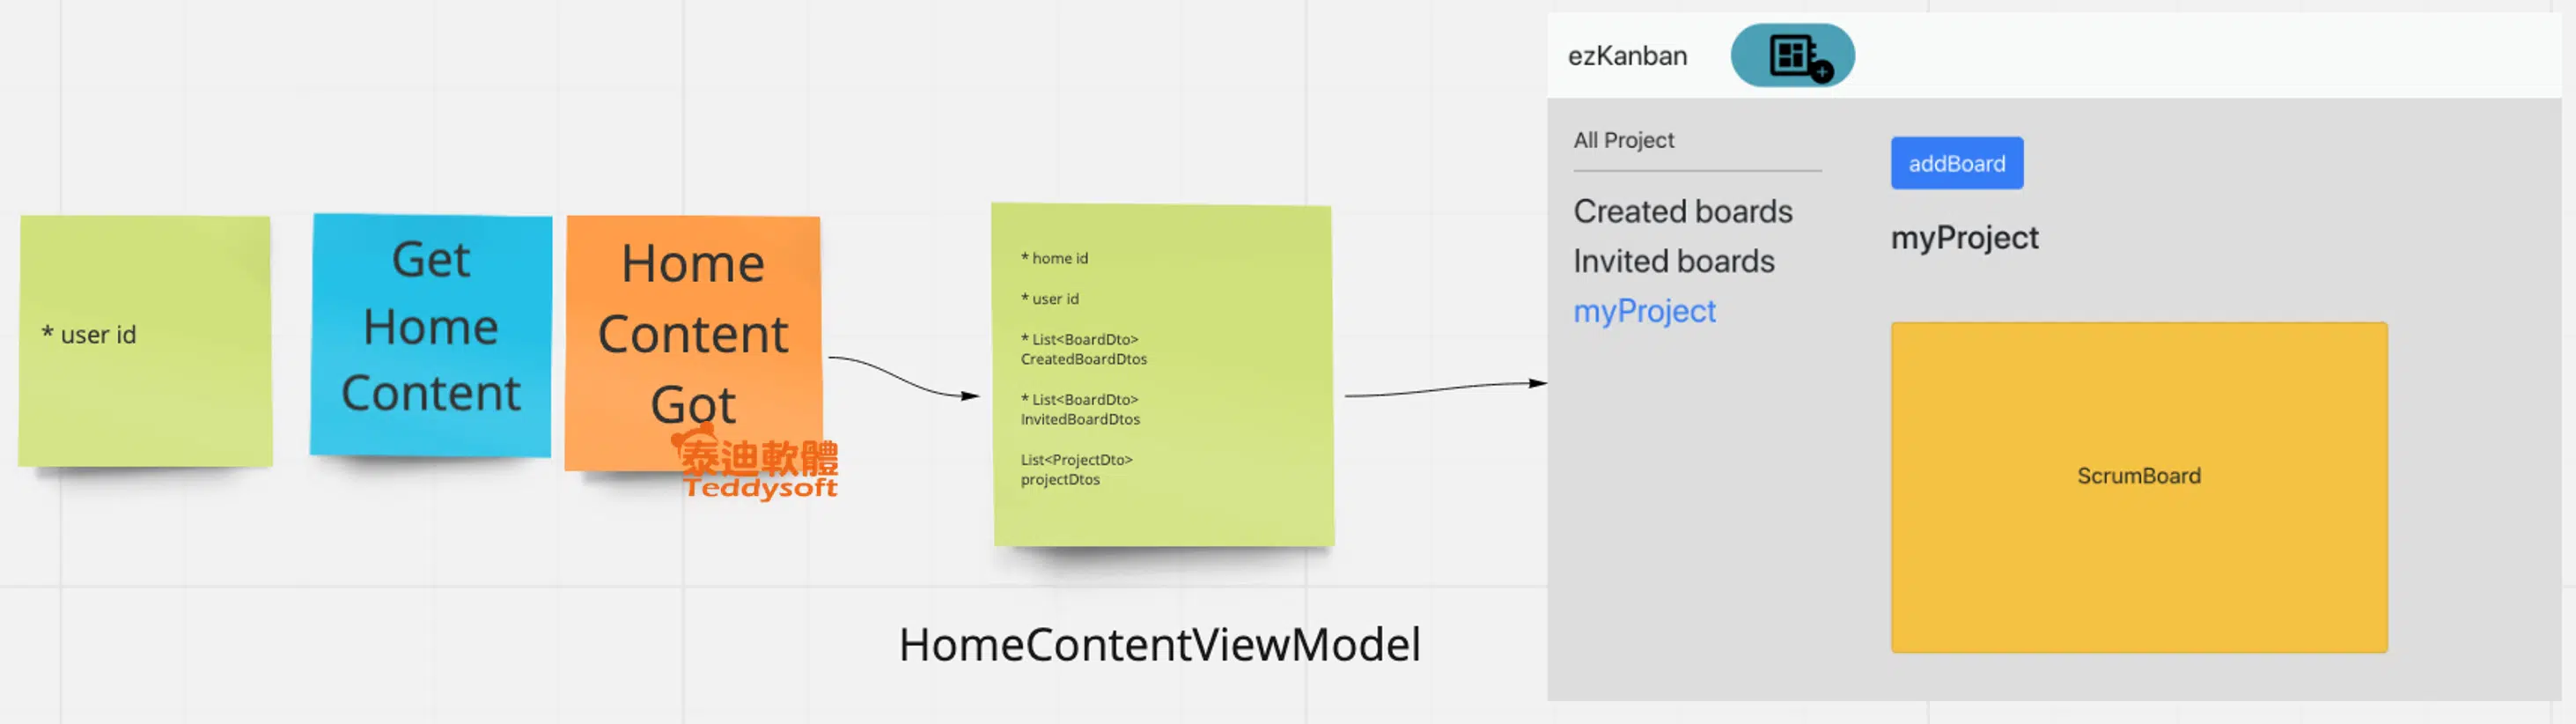 * user id
Get
Home
Content
Home
Content
Got
泰迪軟體
Teddysoft
* home id
* user id
* List<BoardDto>
CreatedBoardDtos
* List<BoardDto>
InvitedBoardDtos
List<ProjectDto>
projectDtos
HomeContentViewModel
ezKanban
All Project
Created boards
Invited boards
myProject
addBoard
myProject
ScrumBoard